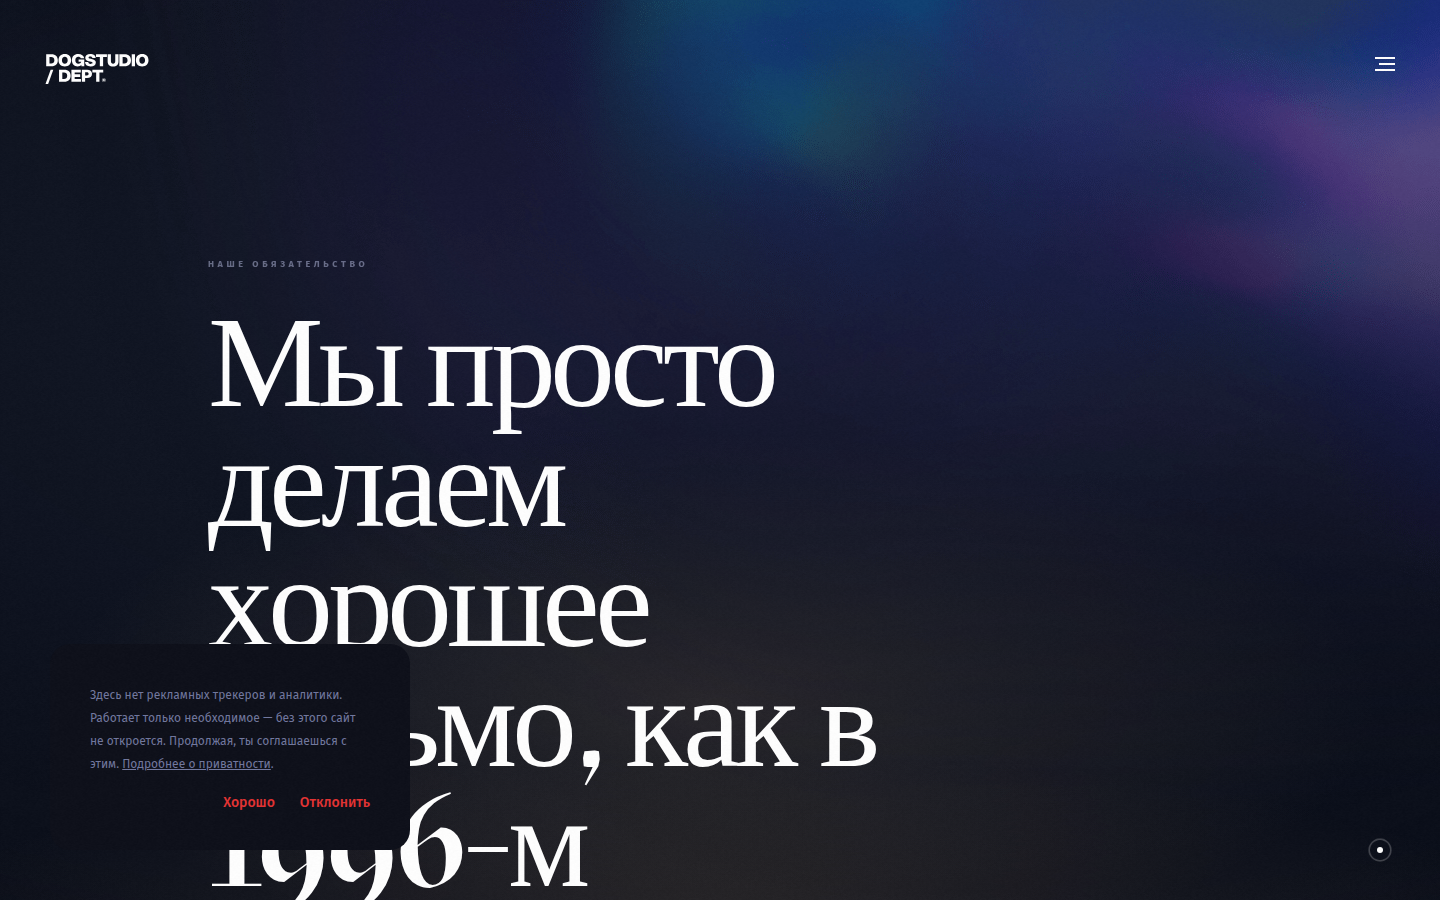 DOGSTUDIO
/ DEPT.
НАШЕ ОБЯЗАТЕЛЬСТВО
Мы просто
делаем
хорошее
как в
1996-м
Здесь нет рекламных трекеров и аналитики.
Работает только необходимое — без этого сайт
не откроется. Продолжая, ты соглашаешься с
этим. Подробнее о приватности.
Хорошо Отклонить